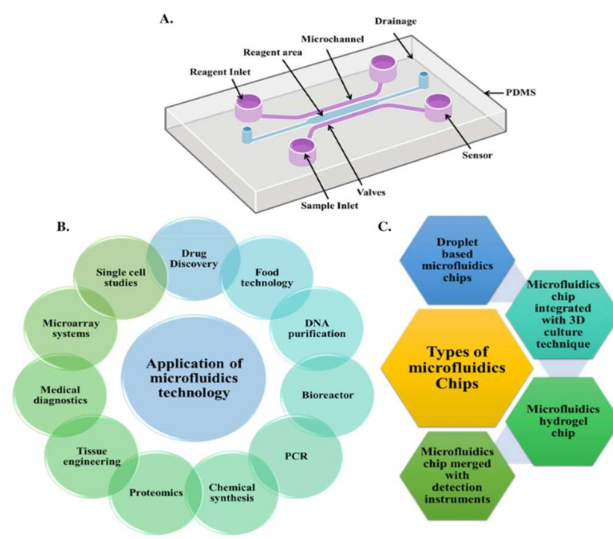 A.
Drainage
Microchannel
Reagent area
Reagent Inlet
PDMS
Sensor
Valves
Sample Inlet
B.
Drug
Discovery
Food
technology
DNA
purification
Bioreactor
PCR
Chemical
synthesis
Proteomics
Tissue
engineering
Medical
diagnostics
Microarray
systems
Single cell
studies
Application of
microfluidics
technology
C.
Droplet
based
microfluidics
chips
Microfluidics
chip
integrated
with 3D
culture
technique
Types of
microfluidics
Chips
Microfluidics
hydrogel
chip
Microfluidics
chip merged
with
detection
instruments